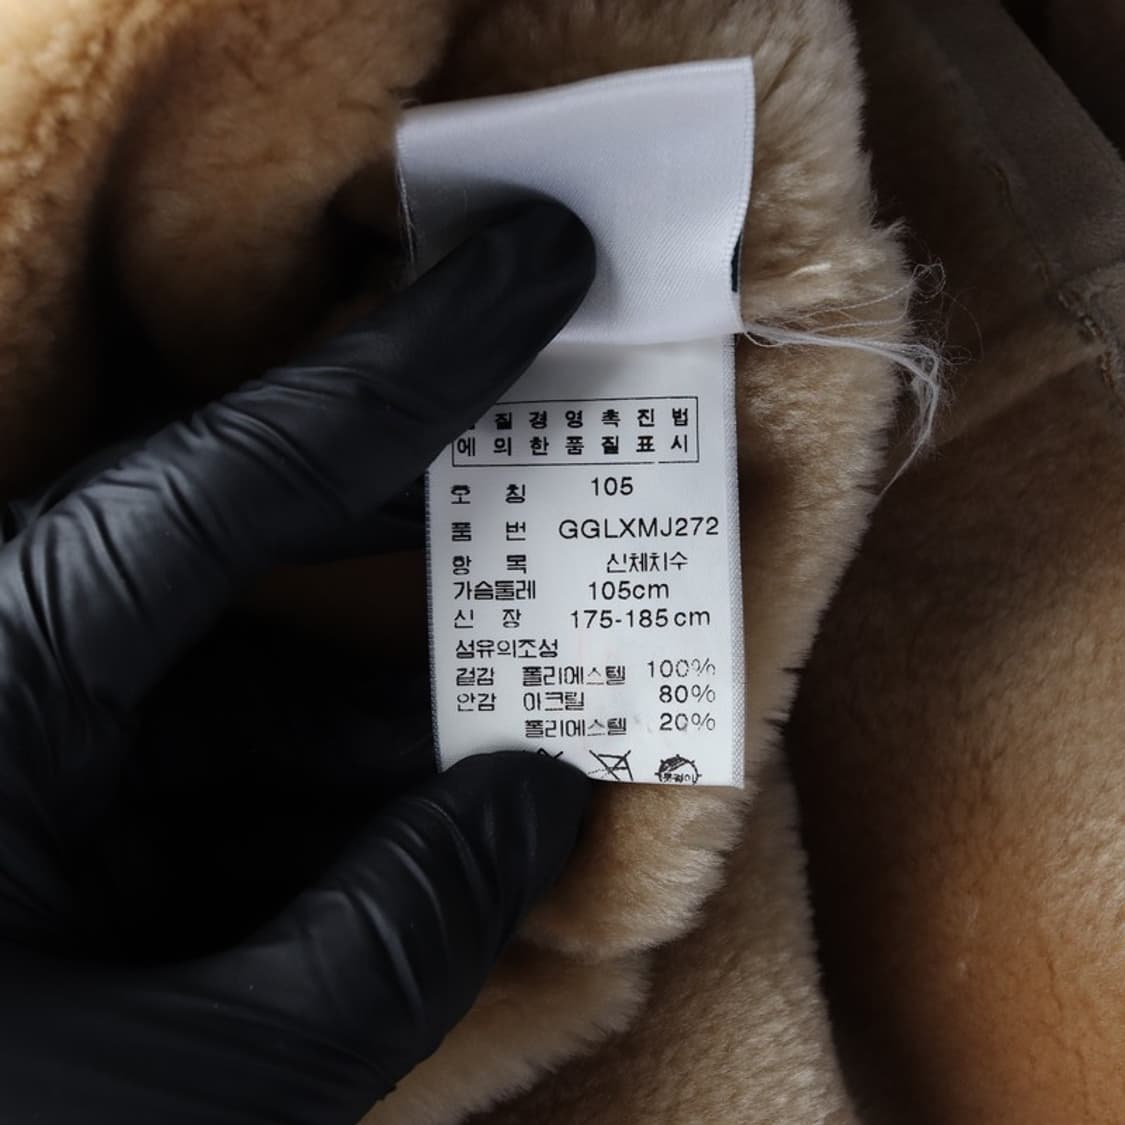 질경영촉진법
에의한품질표시
호 칭 105
품 번 GGLXMJ272
항 목 신체치수
가슴둘레 105cm
신 장 175-185cm
섬유의조성
겉감 폴리에스텔 100%
안감 아크릴 80%
폴리에스텔 20%